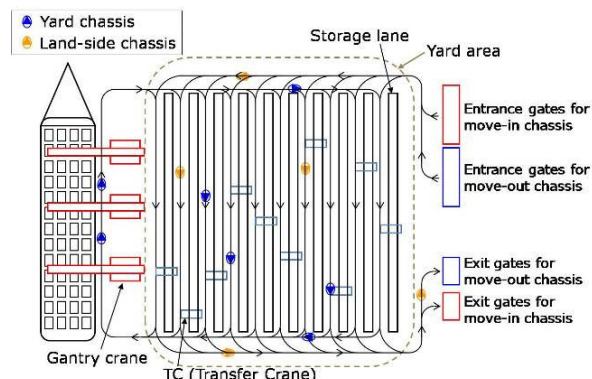 Yard chassis
Land-side chassis
Storage lane
Yard area
Entrance gates for
move-in chassis
Entrance gates for
move-out chassis
Exit gates for
move-out chassis
Exit gates for
move-in chassis
Gantry crane
TC (Transfer Crane)